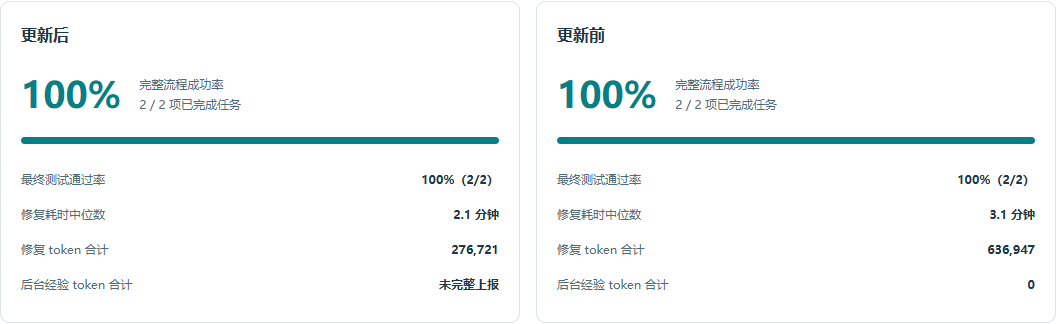 更新后
100%
完整流程成功率
2 / 2 项已完成任务
最终测试通过率 100%（2/2）
修复耗时中位数 2.1 分钟
修复 token 合计 276,721
后台经验 token 合计 未完整上报
更新前
100%
完整流程成功率
2 / 2 项已完成任务
最终测试通过率 100%（2/2）
修复耗时中位数 3.1 分钟
修复 token 合计 636,947
后台经验 token 合计 0